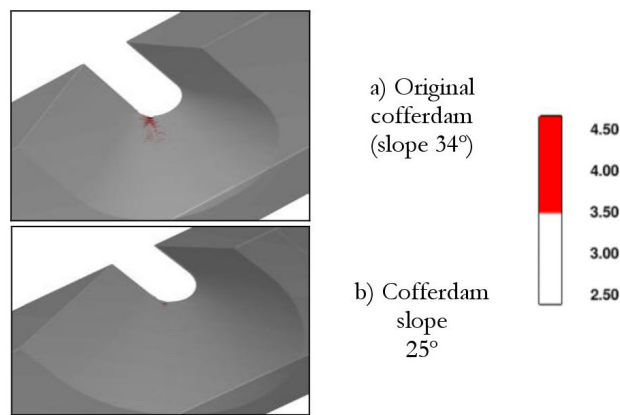 a) Original
cofferdam
(slope 34º)
4.50
4.00
3.50
3.00
2.50
b) Cofferdam
slope
25º